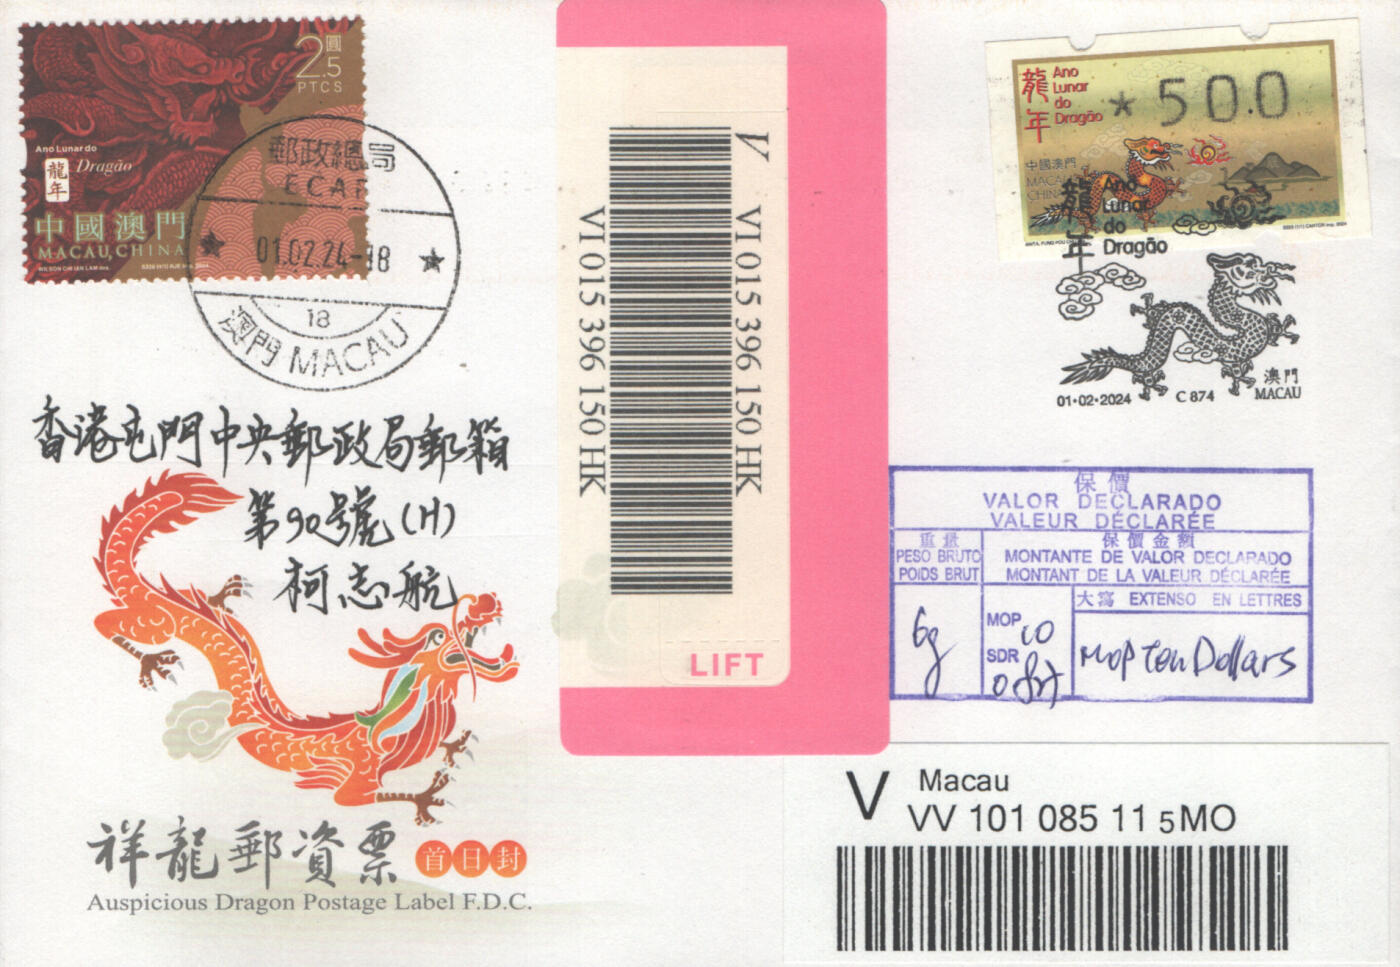 2.5
圓
PTCS
Ano Lunar do
龍年
Dragão
中國澳門
MACAU, CHINA
郵政總局
ECAP
01.02.24-18
18
澳門 MACAU
香港屯門中央郵政局郵箱
第90號(H)
柯志航
祥龍郵資票 首日封
Auspicious Dragon Postage Label F.D.C.
V
VI 015 396 150 HK
VI 015 396 150 HK
LIFT
龍年
Ano
Lunar
do
Dragão
* 50.0
中國澳門
MACAU
CHINA
龍年
Ano
Lunar
do
Dragão
01·02·2024
C 874
澳門
MACAU
保價
VALOR DECLARADO
VALEUR DÉCLARÉE
重量
PESO BRUTO
POIDS BRUT
保價金額
MONTANTE DE VALOR DECLARADO
MONTANT DE LA VALEUR DÉCLARÉE
大寫 EXTENSO EN LETTRES
6g
MOP 10
SDR
MOP ten Dollars
V Macau
VV 101 085 11 5 MO